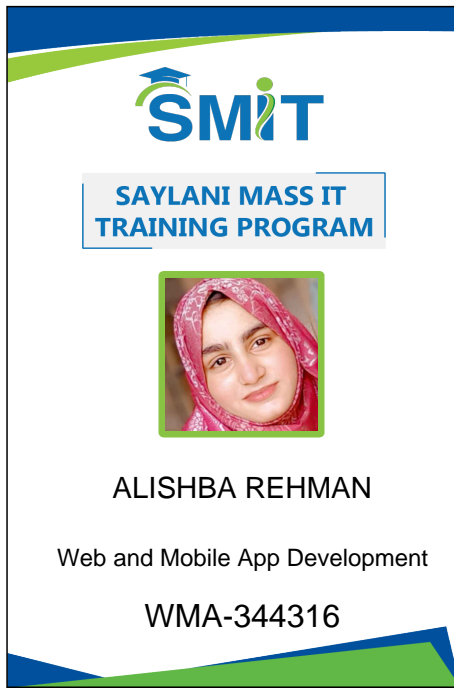 SMIT
SAYLANI MASS IT
TRAINING PROGRAM
ALISHBA REHMAN
Web and Mobile App Development
WMA-344316